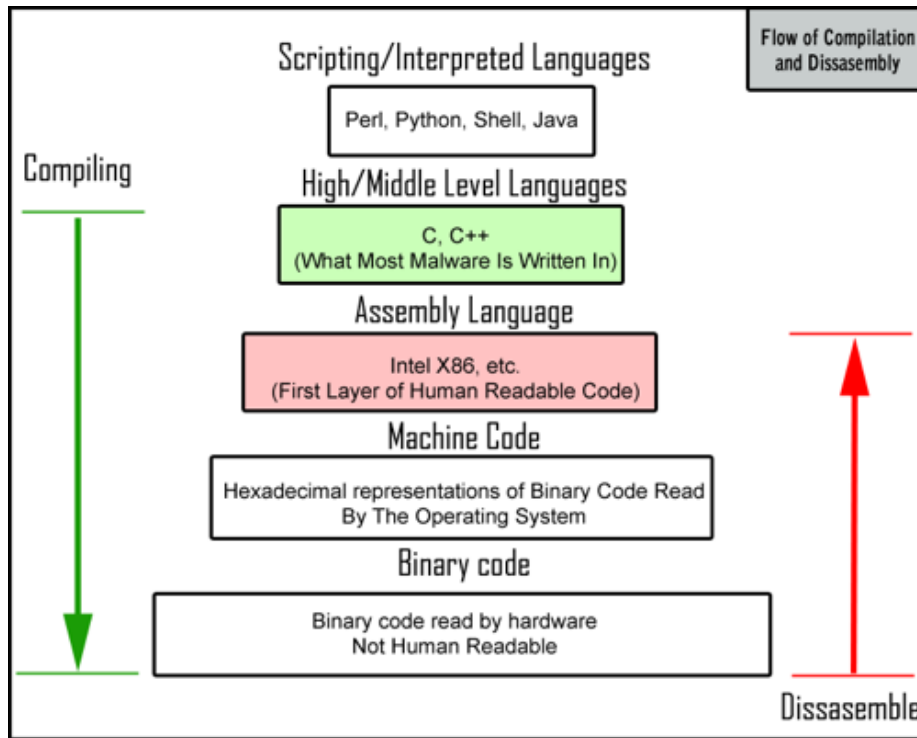 Flow of Compilation
and Dissasembly
Scripting/Interpreted Languages
Perl, Python, Shell, Java
Compiling
High/Middle Level Languages
C, C++
(What Most Malware Is Written In)
Assembly Language
Intel X86, etc.
(First Layer of Human Readable Code)
Machine Code
Hexadecimal representations of Binary Code Read
By The Operating System
Binary code
Binary code read by hardware
Not Human Readable
Dissasemble